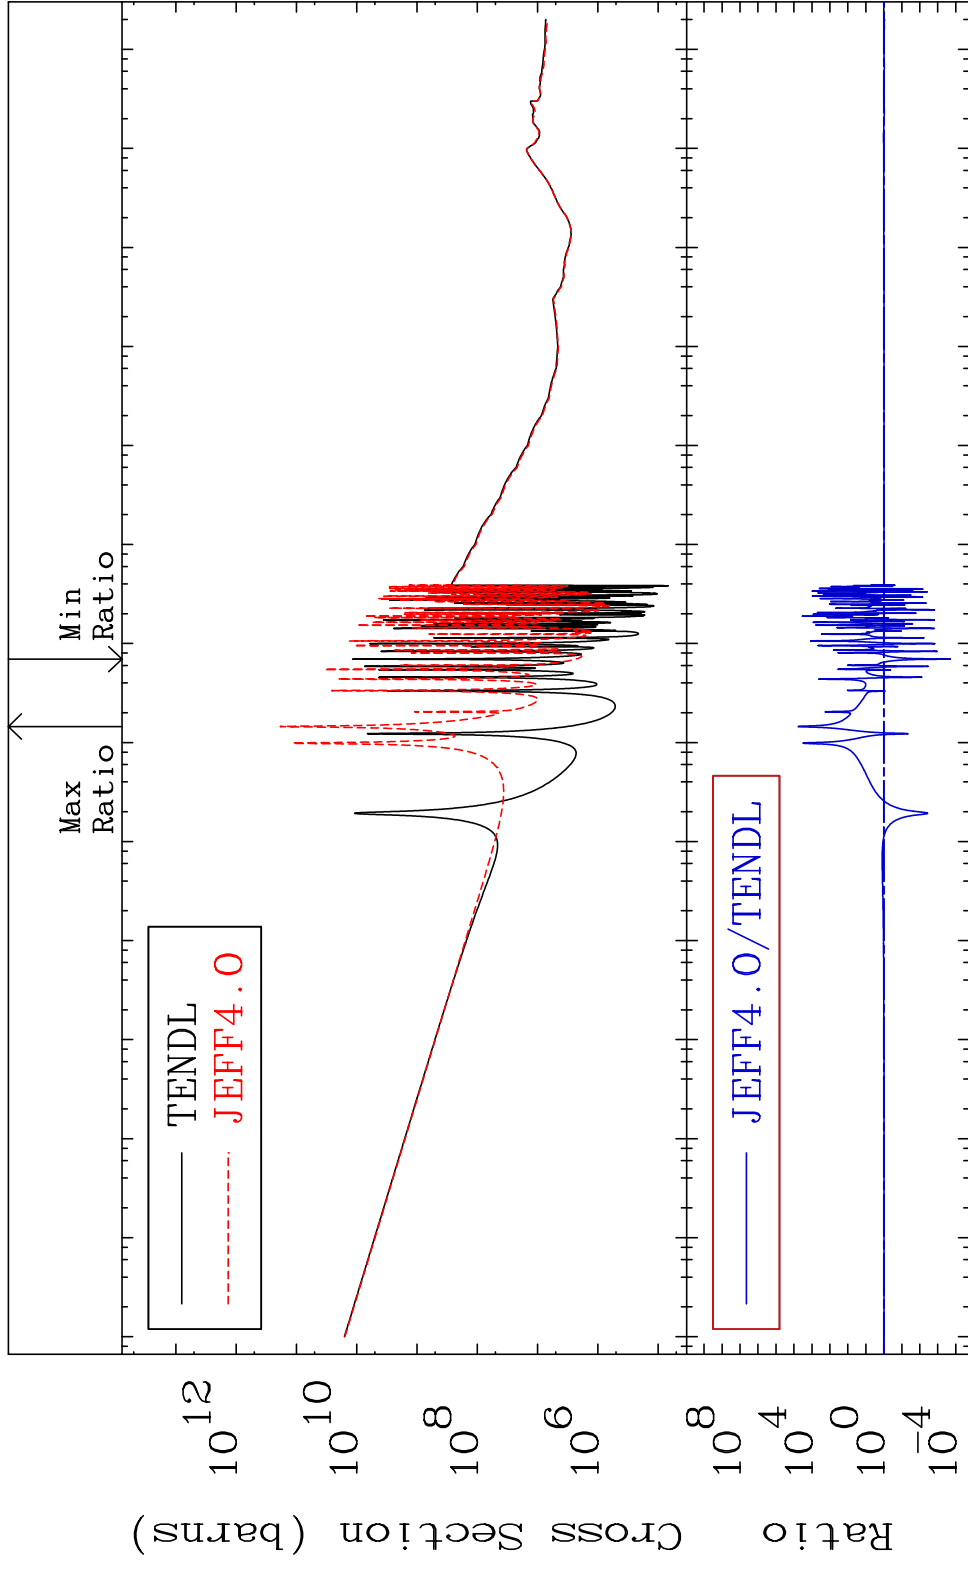 Max
Ratio
Min
Ratio
TENDL
JEFF4.0
Cross Section (barns)
10^12
10^10
10^8
10^6
JEFF4.0/TENDL
Ratio
10^8
10^4
10^0
10^-4